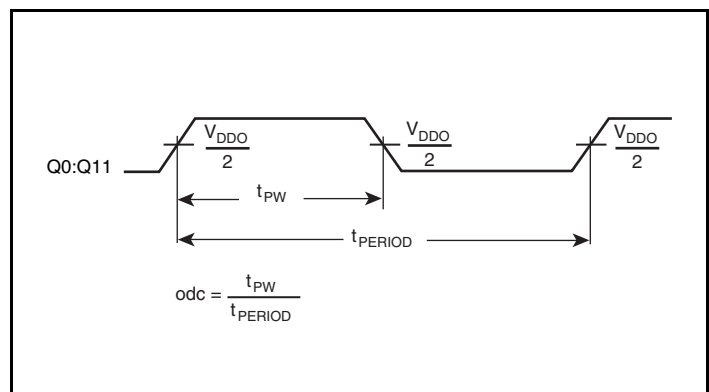 V_DDO/2
V_DDO/2
V_DDO/2
Q0:Q11
t_PW
t_PERIOD
odc = t_PW/t_PERIOD